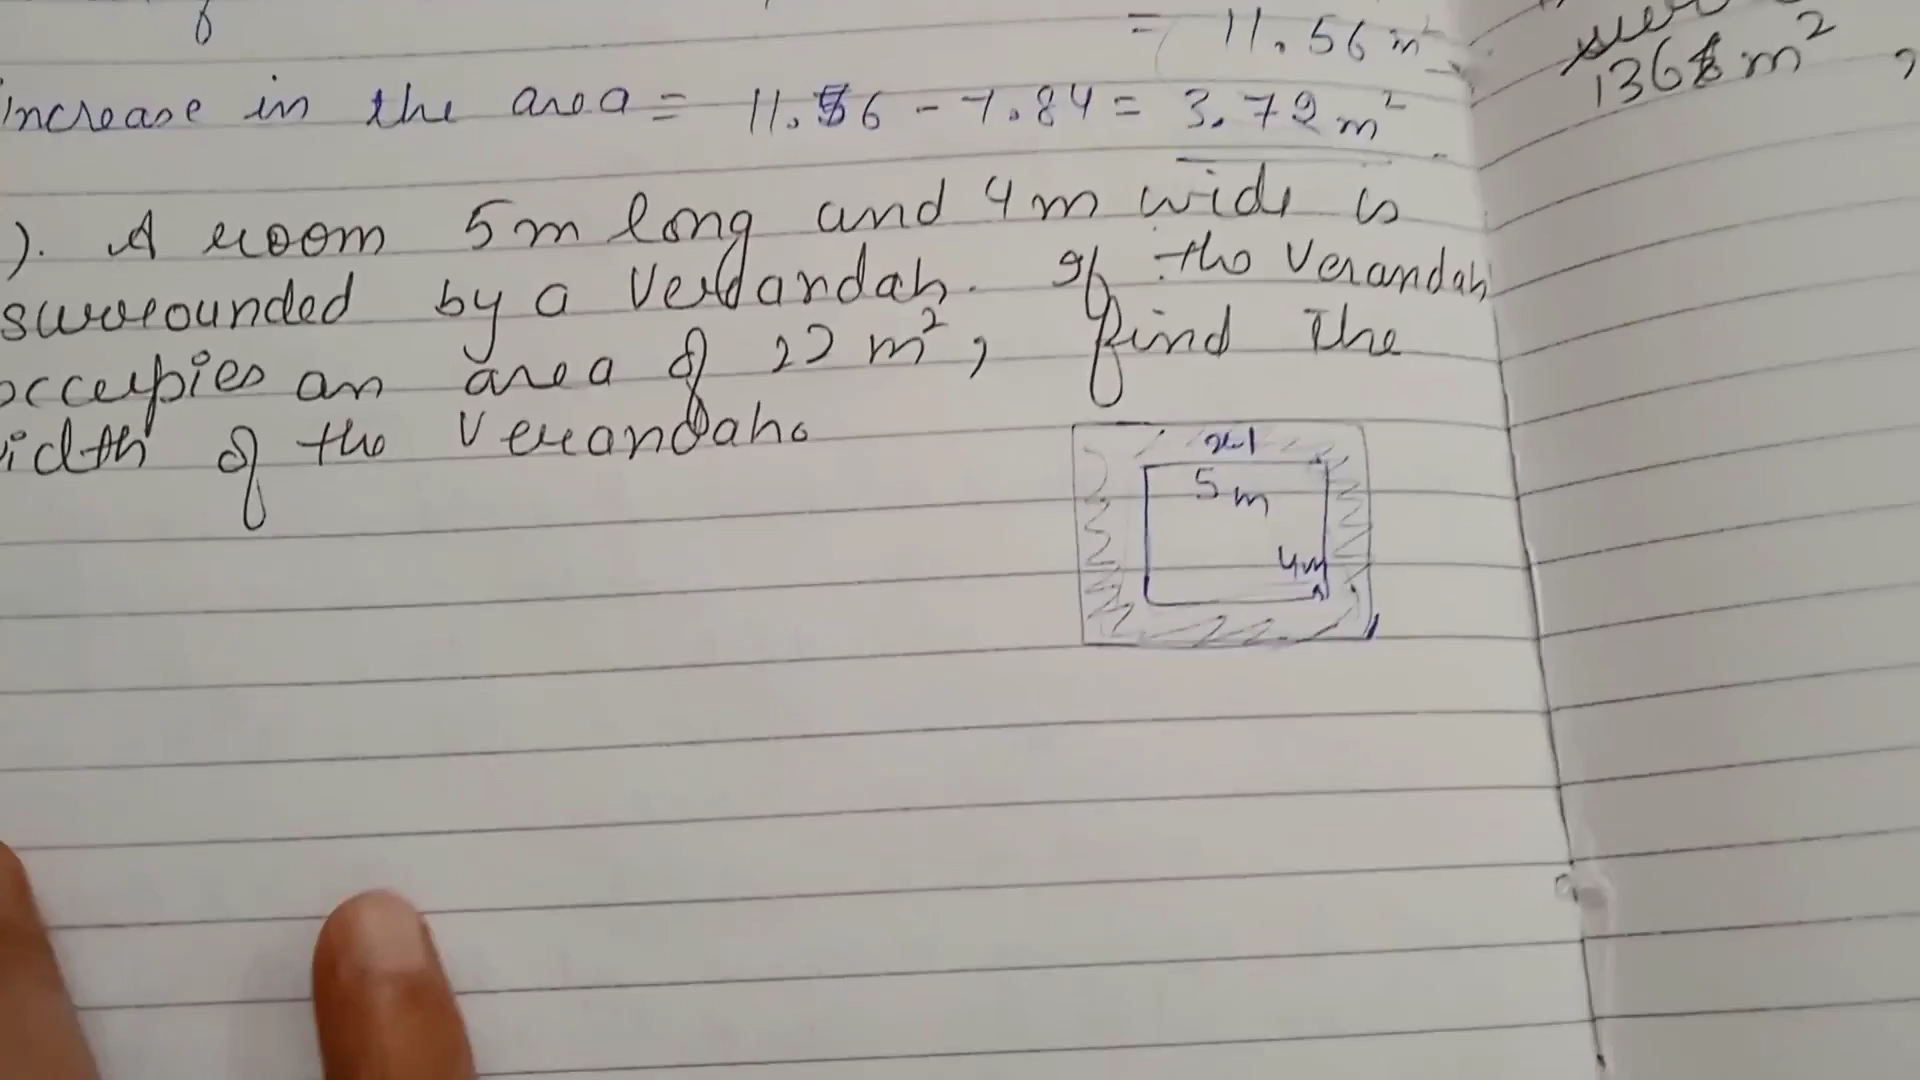 = 11.56 m²
increase in the area = 11.56 - 7.84 = 3.72 m²
). A room 5m long and 4m wide is
surrounded by a Verandah. If the Verandah
occupies an area of 22 m², find the
width of the Verandah.
5m
4m
136 m²,